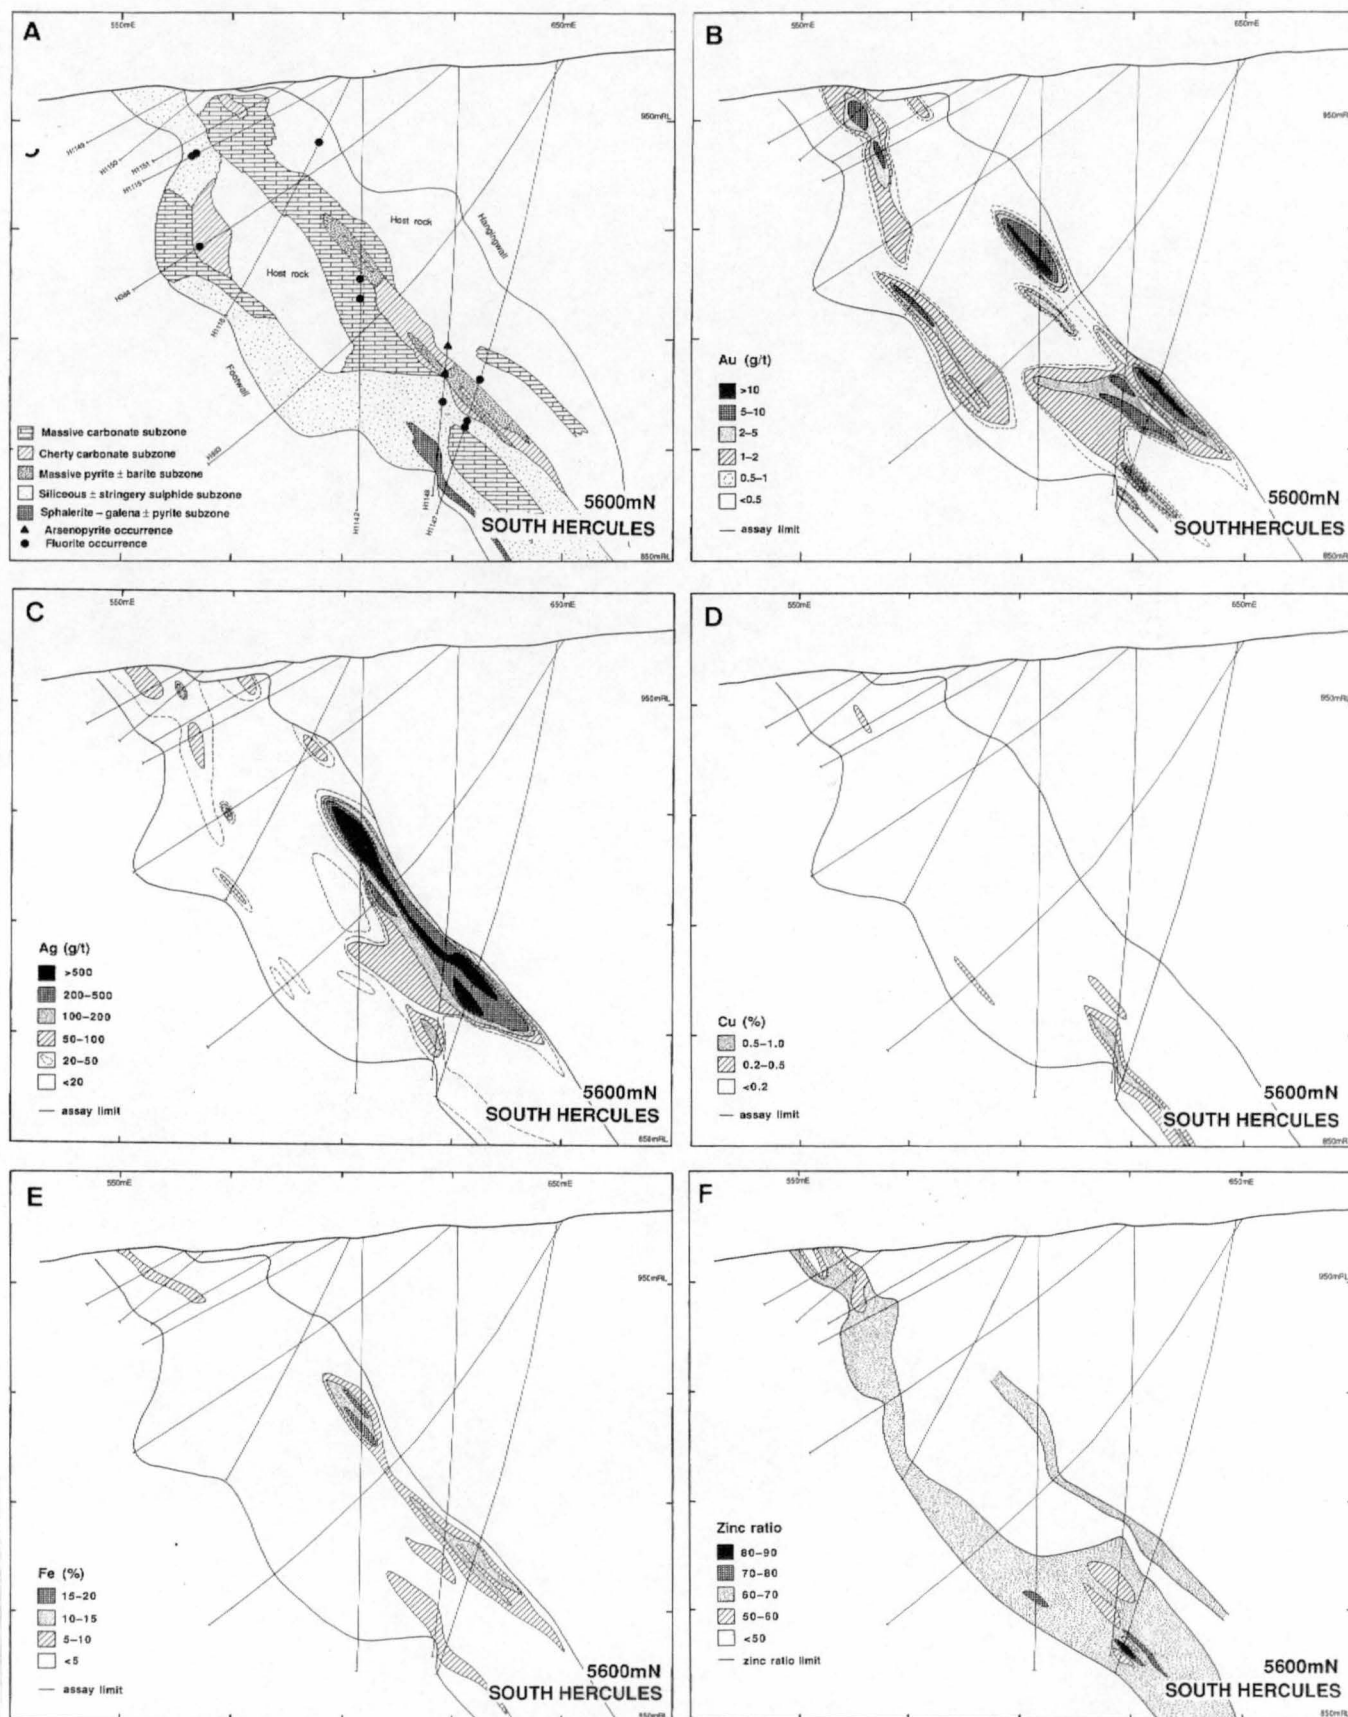 A
550mE
650mE
950mRL
H1149
H1150
H1151
H1115
H944
H1116
Host rock
Host rock
Hangingwall
Footwall
H1142
H1148
H1147
Massive carbonate subzone
Cherty carbonate subzone
Massive pyrite ± barite subzone
Siliceous ± stringery sulphide subzone
Sphalerite – galena ± pyrite subzone
Arsenopyrite occurrence
Fluorite occurrence
5600mN
SOUTH HERCULES
850mRL
B
550mE
650mE
950mRL
Au (g/t)
>10
5–10
2–5
1–2
0.5–1
<0.5
— assay limit
5600mN
SOUTHHERCULES
850mRL
C
550mE
650mE
950mRL
Ag (g/t)
>500
200–500
100–200
50–100
20–50
<20
— assay limit
5600mN
SOUTH HERCULES
850mRL
D
550mE
650mE
950mRL
Cu (%)
0.5–1.0
0.2–0.5
<0.2
— assay limit
5600mN
SOUTH HERCULES
850mRL
E
550mE
650mE
950mRL
Fe (%)
15–20
10–15
5–10
<5
— assay limit
5600mN
SOUTH HERCULES
850mRL
F
550mE
650mE
950mRL
Zinc ratio
80–90
70–80
60–70
50–60
<50
— zinc ratio limit
5600mN
SOUTH HERCULES
850mRL